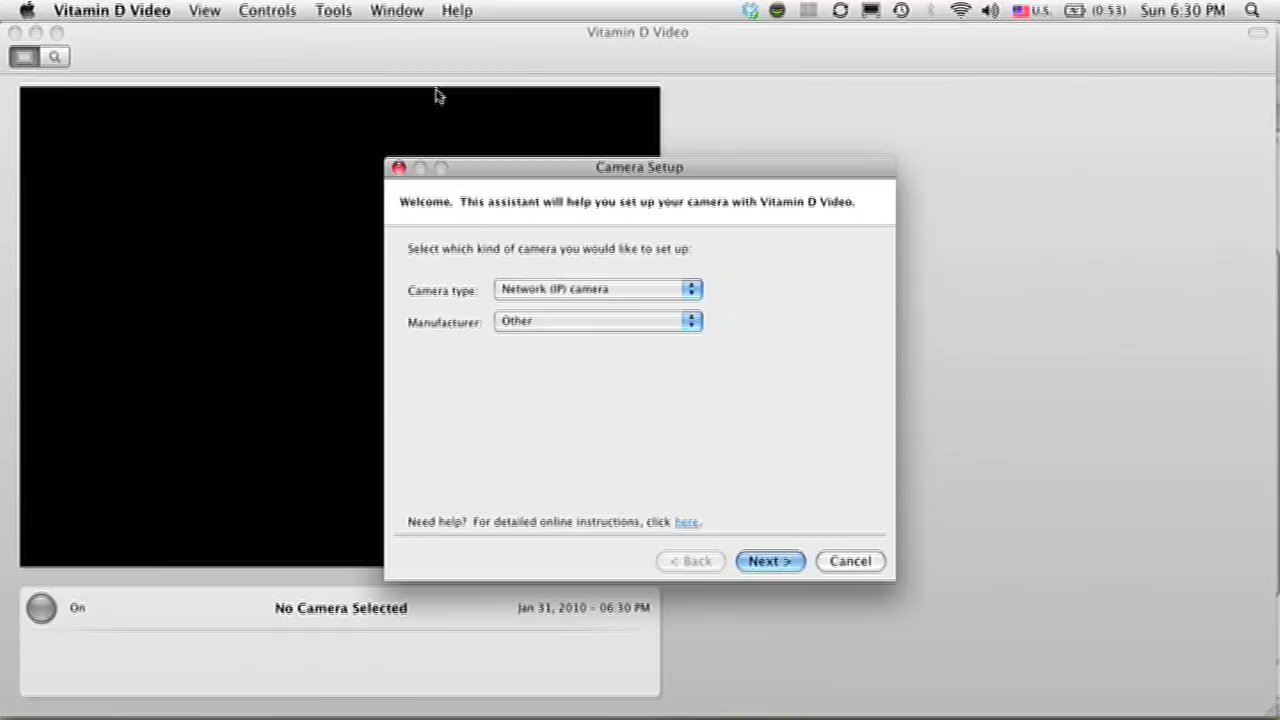 Vitamin D Video View Controls Tools Window Help U.S. (0:53) Sun 6:30 PM
Vitamin D Video
Camera Setup
Welcome. This assistant will help you set up your camera with Vitamin D Video.
Select which kind of camera you would like to set up:
Camera type: Network (IP) camera
Manufacturer: Other
Need help? For detailed online instructions, click here.
< Back Next > Cancel
On No Camera Selected Jan 31, 2010 - 06:30 PM